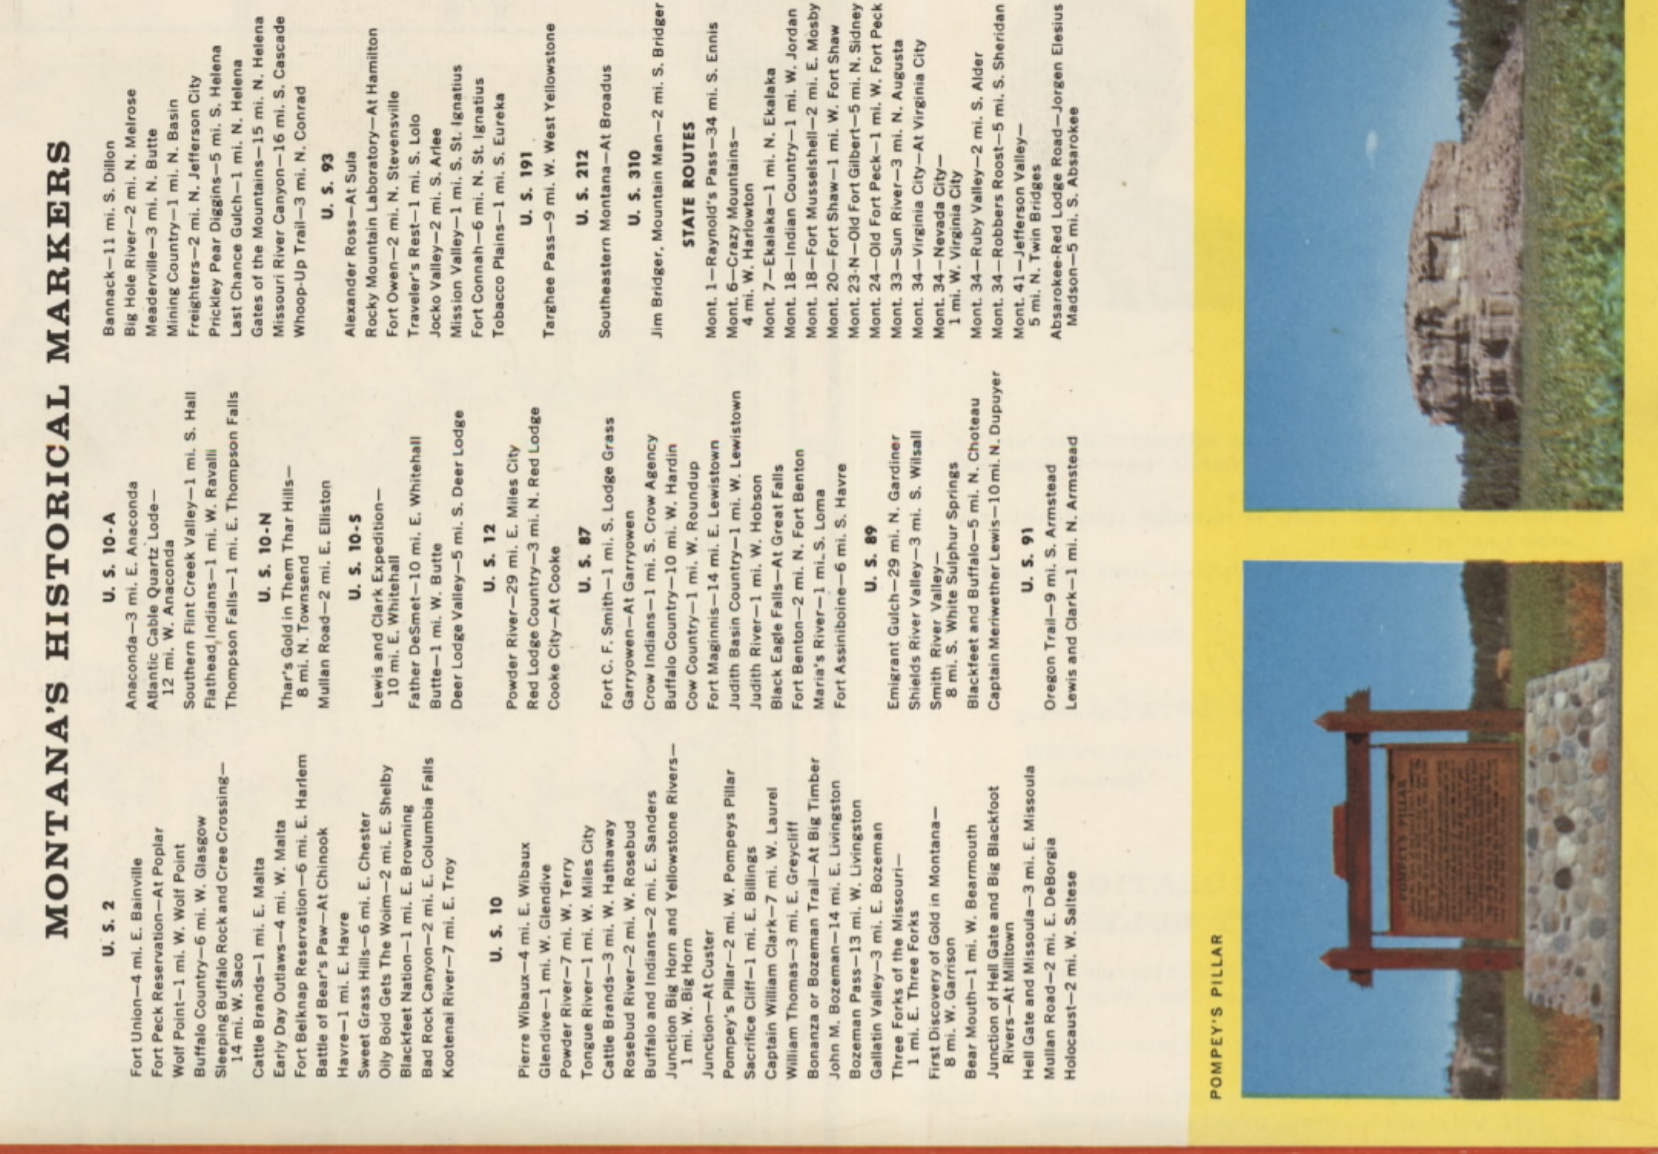 MONTANA'S HISTORICAL MARKERS
U. S. 2
Fort Union—4 mi. E. Bainville
Fort Peck Reservation—At Poplar
Wolf Point—1 mi. W. Wolf Point
Buffalo Country—6 mi. W. Glasgow
Sleeping Buffalo Rock and Cree Crossing—
14 mi. W. Saco
Cattle Brands—1 mi. E. Malta
Early Day Outlaws—4 mi. W. Malta
Fort Belknap Reservation—6 mi. E. Harlem
Battle of Bear's Paw—At Chinook
Havre—1 mi. E. Havre
Sweet Grass Hills—6 mi. E. Chester
Oily Boid Gets The Woim—2 mi. E. Shelby
Blackfeet Nation—1 mi. E. Browning
Bad Rock Canyon—2 mi. E. Columbia Falls
Kootenai River—7 mi. E. Troy
U. S. 10
Pierre Wibaux—4 mi. E. Wibaux
Glendive—1 mi. W. Glendive
Powder River—7 mi. W. Terry
Tongue River—1 mi. W. Miles City
Cattle Brands—3 mi. W. Hathaway
Rosebud River—2 mi. W. Rosebud
Buffalo and Indians—2 mi. E. Sanders
Junction Big Horn and Yellowstone Rivers—
1 mi. W. Big Horn
Junction—At Custer
Pompey's Pillar—2 mi. W. Pompeys Pillar
Sacrifice Cliff—1 mi. E. Billings
Captain William Clark—7 mi. W. Laurel
William Thomas—3 mi. E. Greycliff
Bonanza or Bozeman Trail—At Big Timber
John M. Bozeman—14 mi. E. Livingston
Bozeman Pass—13 mi. W. Livingston
Gallatin Valley—3 mi. E. Bozeman
Three Forks of the Missouri—
1 mi. E. Three Forks
First Discovery of Gold in Montana—
8 mi. W. Garrison
Bear Mouth—1 mi. W. Bearmouth
Junction of Hell Gate and Big Blackfoot
Rivers—At Milltown
Hell Gate and Missoula—3 mi. E. Missoula
Mullan Road—2 mi. E. DeBorgia
Holocaust—2 mi. W. Saltese
U. S. 10-A
Anaconda—3 mi. E. Anaconda
Atlantic Cable Quartz Lode—
12 mi. W. Anaconda
Southern Flint Creek Valley—1 mi. S. Hall
Flathead Indians—1 mi. W. Ravalli
Thompson Falls—1 mi. E. Thompson Falls
U. S. 10-N
Thar's Gold in Them Thar Hills—
8 mi. N. Townsend
Mullan Road—2 mi. E. Elliston
U. S. 10-S
Lewis and Clark Expedition—
10 mi. E. Whitehall
Father DeSmet—10 mi. E. Whitehall
Butte—1 mi. W. Butte
Deer Lodge Valley—5 mi. S. Deer Lodge
U. S. 12
Powder River—29 mi. E. Miles City
Red Lodge Country—3 mi. N. Red Lodge
Cooke City—At Cooke
U. S. 87
Fort C. F. Smith—1 mi. S. Lodge Grass
Garryowen—At Garryowen
Crow Indians—1 mi. S. Crow Agency
Buffalo Country—10 mi. W. Hardin
Cow Country—1 mi. W. Roundup
Fort Maginnis—14 mi. E. Lewistown
Judith Basin Country—1 mi. W. Lewistown
Judith River—1 mi. W. Hobson
Black Eagle Falls—At Great Falls
Fort Benton—2 mi. N. Fort Benton
Maria's River—1 mi. S. Loma
Fort Assiniboine—6 mi. S. Havre
U. S. 89
Emigrant Gulch—29 mi. N. Gardiner
Shields River Valley—3 mi. S. Wilsall
Smith River Valley—
8 mi. S. White Sulphur Springs
Blackfeet and Buffalo—5 mi. N. Choteau
Captain Meriwether Lewis—10 mi. N. Dupuyer
U. S. 91
Oregon Trail—9 mi. S. Armstead
Lewis and Clark—1 mi. N. Armstead
Bannack—11 mi. S. Dillon
Big Hole River—2 mi. N. Melrose
Meaderville—3 mi. N. Butte
Mining Country—1 mi. N. Basin
Freighters—2 mi. N. Jefferson City
Prickley Pear Diggins—5 mi. S. Helena
Last Chance Gulch—1 mi. N. Helena
Gates of the Mountains—15 mi. N. Helena
Missouri River Canyon—16 mi. S. Cascade
Whoop-Up Trail—3 mi. N. Conrad
U. S. 93
Alexander Ross—At Sula
Rocky Mountain Laboratory—At Hamilton
Fort Owen—2 mi. N. Stevensville
Traveler's Rest—1 mi. S. Lolo
Jocko Valley—2 mi. S. Arlee
Mission Valley—1 mi. S. St. Ignatius
Fort Connah—6 mi. N. St. Ignatius
Tobacco Plains—1 mi. S. Eureka
U. S. 191
Targhee Pass—9 mi. W. West Yellowstone
U. S. 212
Southeastern Montana—At Broadus
U. S. 310
Jim Bridger, Mountain Man—2 mi. S. Bridger
STATE ROUTES
Mont. 1—Raynold's Pass—34 mi. S. Ennis
Mont. 6—Crazy Mountains—
4 mi. W. Harlowton
Mont. 7—Ekalaka—1 mi. N. Ekalaka
Mont. 18—Indian Country—1 mi. W. Jordan
Mont. 18—Fort Musselshell—2 mi. E. Mosby
Mont. 20—Fort Shaw—1 mi. W. Fort Shaw
Mont. 23-N—Old Fort Gilbert—5 mi. N. Sidney
Mont. 24—Old Fort Peck—1 mi. W. Fort Peck
Mont. 33—Sun River—3 mi. N. Augusta
Mont. 34—Virginia City—At Virginia City
Mont. 34—Nevada City—
1 mi. W. Virginia City
Mont. 34—Ruby Valley—2 mi. S. Alder
Mont. 34—Robbers Roost—5 mi. S. Sheridan
Mont. 41—Jefferson Valley—
5 mi. N. Twin Bridges
Absarokee-Red Lodge Road—Jorgen Elesius
Madson—5 mi. S. Absarokee
POMPEY'S PILLAR
POMPEY'S PILLAR